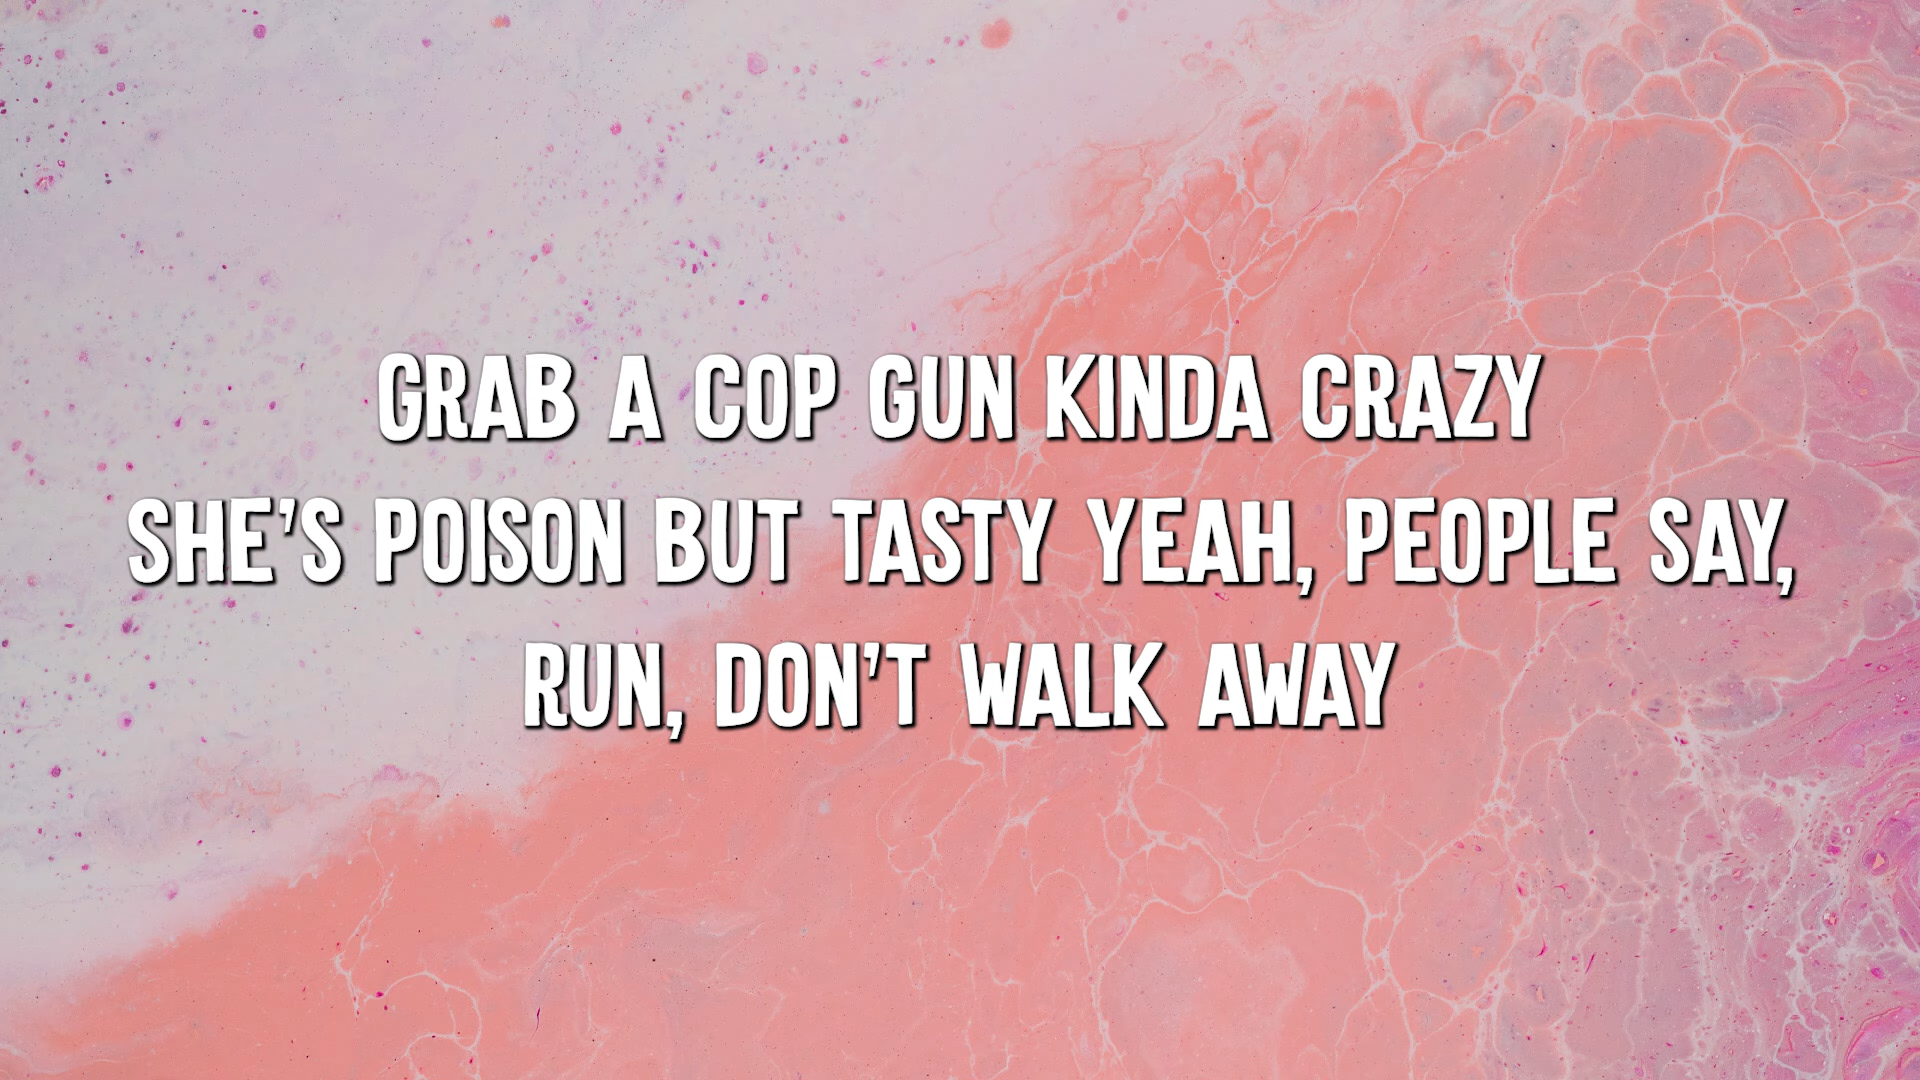 GRAB A COP GUN KINDA CRAZY
SHE'S POISON BUT TASTY YEAH, PEOPLE SAY,
RUN, DON'T WALK AWAY